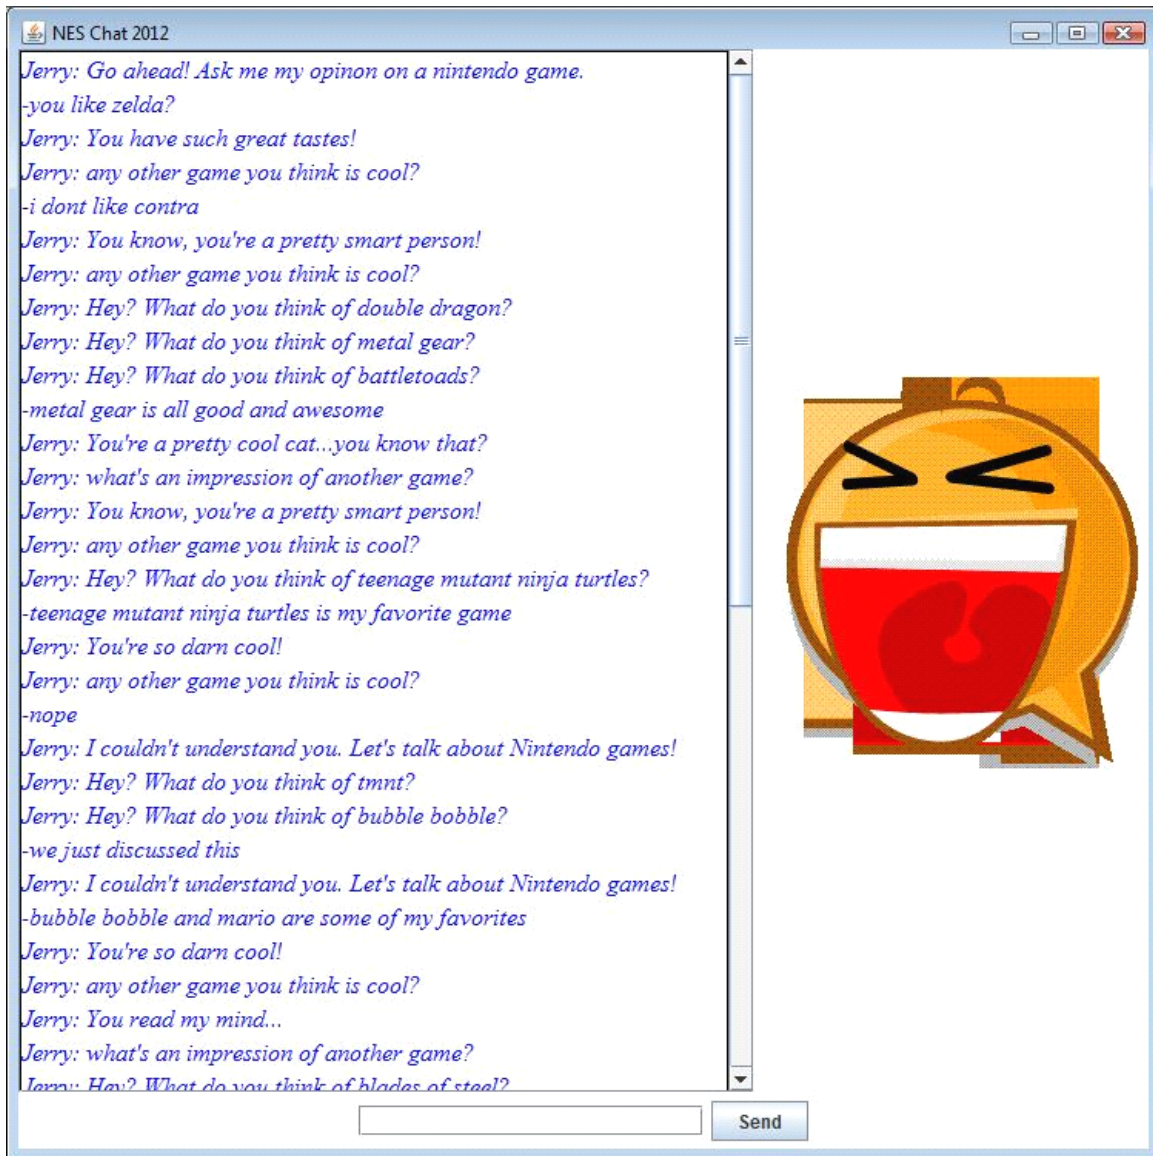 NES Chat 2012
Jerry: Go ahead! Ask me my opinon on a nintendo game.
-you like zelda?
Jerry: You have such great tastes!
Jerry: any other game you think is cool?
-i dont like contra
Jerry: You know, you're a pretty smart person!
Jerry: any other game you think is cool?
Jerry: Hey? What do you think of double dragon?
Jerry: Hey? What do you think of metal gear?
Jerry: Hey? What do you think of battletoads?
-metal gear is all good and awesome
Jerry: You're a pretty cool cat...you know that?
Jerry: what's an impression of another game?
Jerry: You know, you're a pretty smart person!
Jerry: any other game you think is cool?
Jerry: Hey? What do you think of teenage mutant ninja turtles?
-teenage mutant ninja turtles is my favorite game
Jerry: You're so darn cool!
Jerry: any other game you think is cool?
-nope
Jerry: I couldn't understand you. Let's talk about Nintendo games!
Jerry: Hey? What do you think of tmnt?
Jerry: Hey? What do you think of bubble bobble?
-we just discussed this
Jerry: I couldn't understand you. Let's talk about Nintendo games!
-bubble bobble and mario are some of my favorites
Jerry: You're so darn cool!
Jerry: any other game you think is cool?
Jerry: You read my mind...
Jerry: what's an impression of another game?
Jerry: Hey? What do you think of blades of steel?
Send